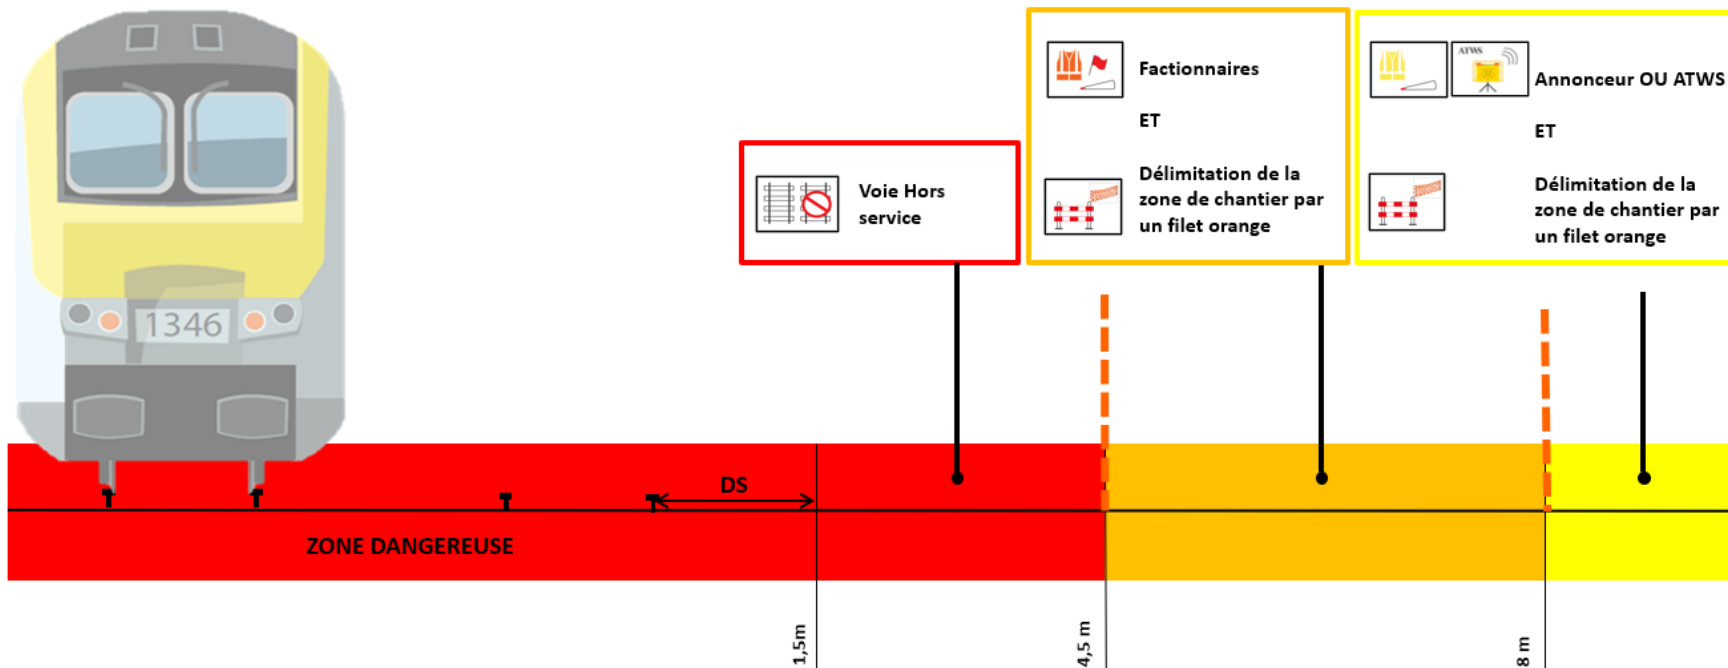 Voie Hors
service
Factionnaires
ET
Délimitation de la
zone de chantier par
un filet orange
ATWS
Annonceur OU ATWS
ET
Délimitation de la
zone de chantier par
un filet orange
1346
DS
ZONE DANGEREUSE
1,5m
4,5 m
8 m